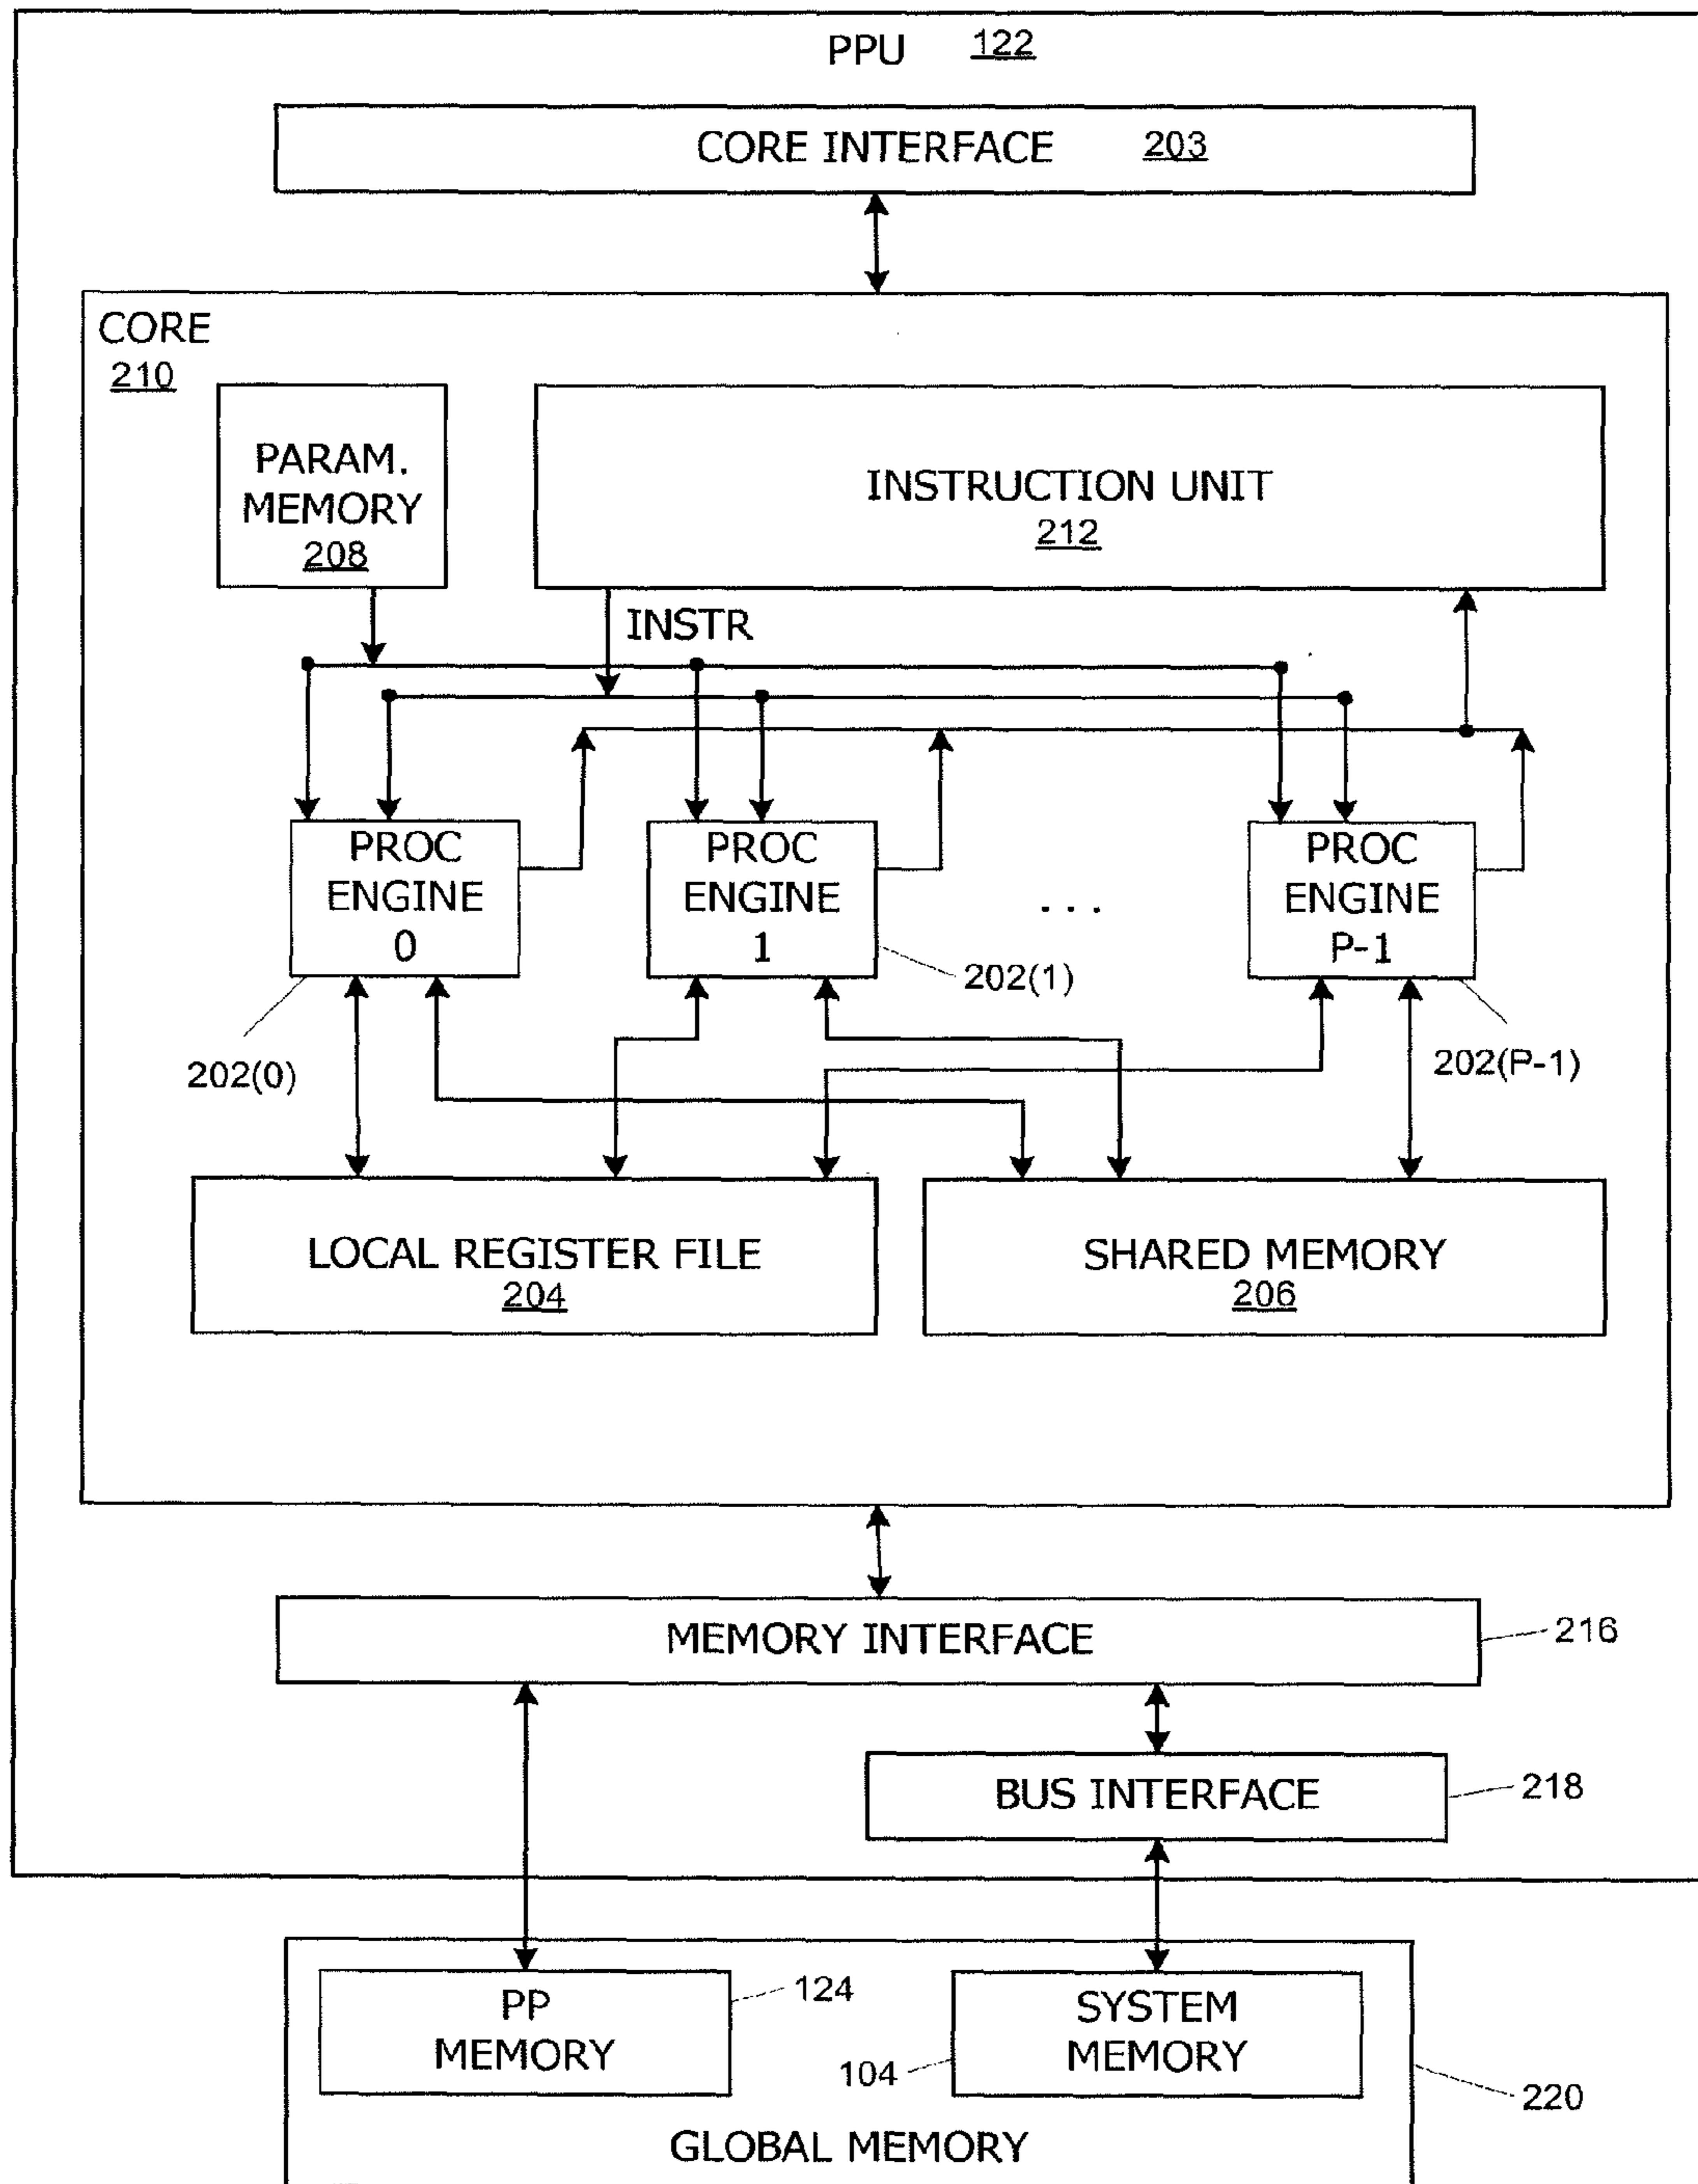 PPU 122
CORE INTERFACE 203
CORE
210
PARAM.
MEMORY
208
INSTRUCTION UNIT
212
INSTR
PROC
ENGINE
0
PROC
ENGINE
1
. . .
PROC
ENGINE
P-1
202(0)
202(1)
202(P-1)
LOCAL REGISTER FILE
204
SHARED MEMORY
206
MEMORY INTERFACE
216
BUS INTERFACE
218
PP
MEMORY
124
SYSTEM
MEMORY
104
220
GLOBAL MEMORY